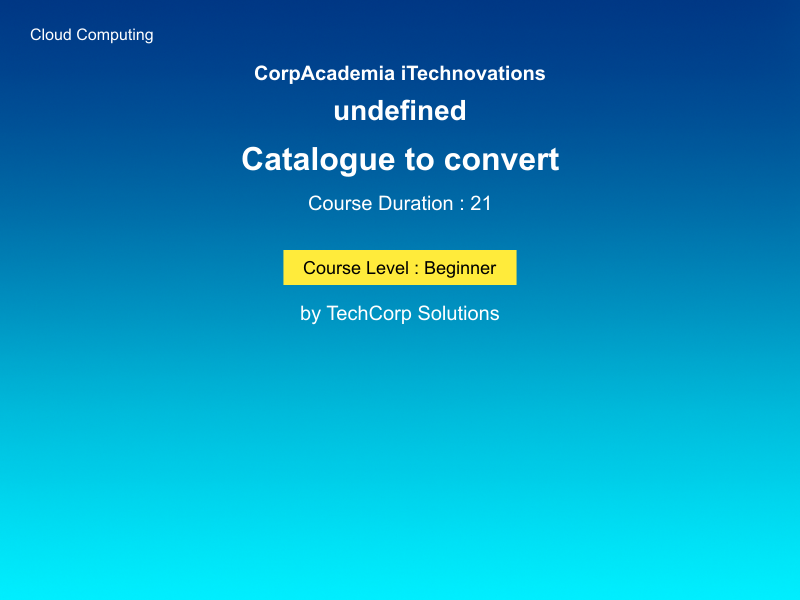 Cloud Computing
CorpAcademia iTechnovations
undefined
Catalogue to convert
Course Duration : 21
Course Level : Beginner
by TechCorp Solutions